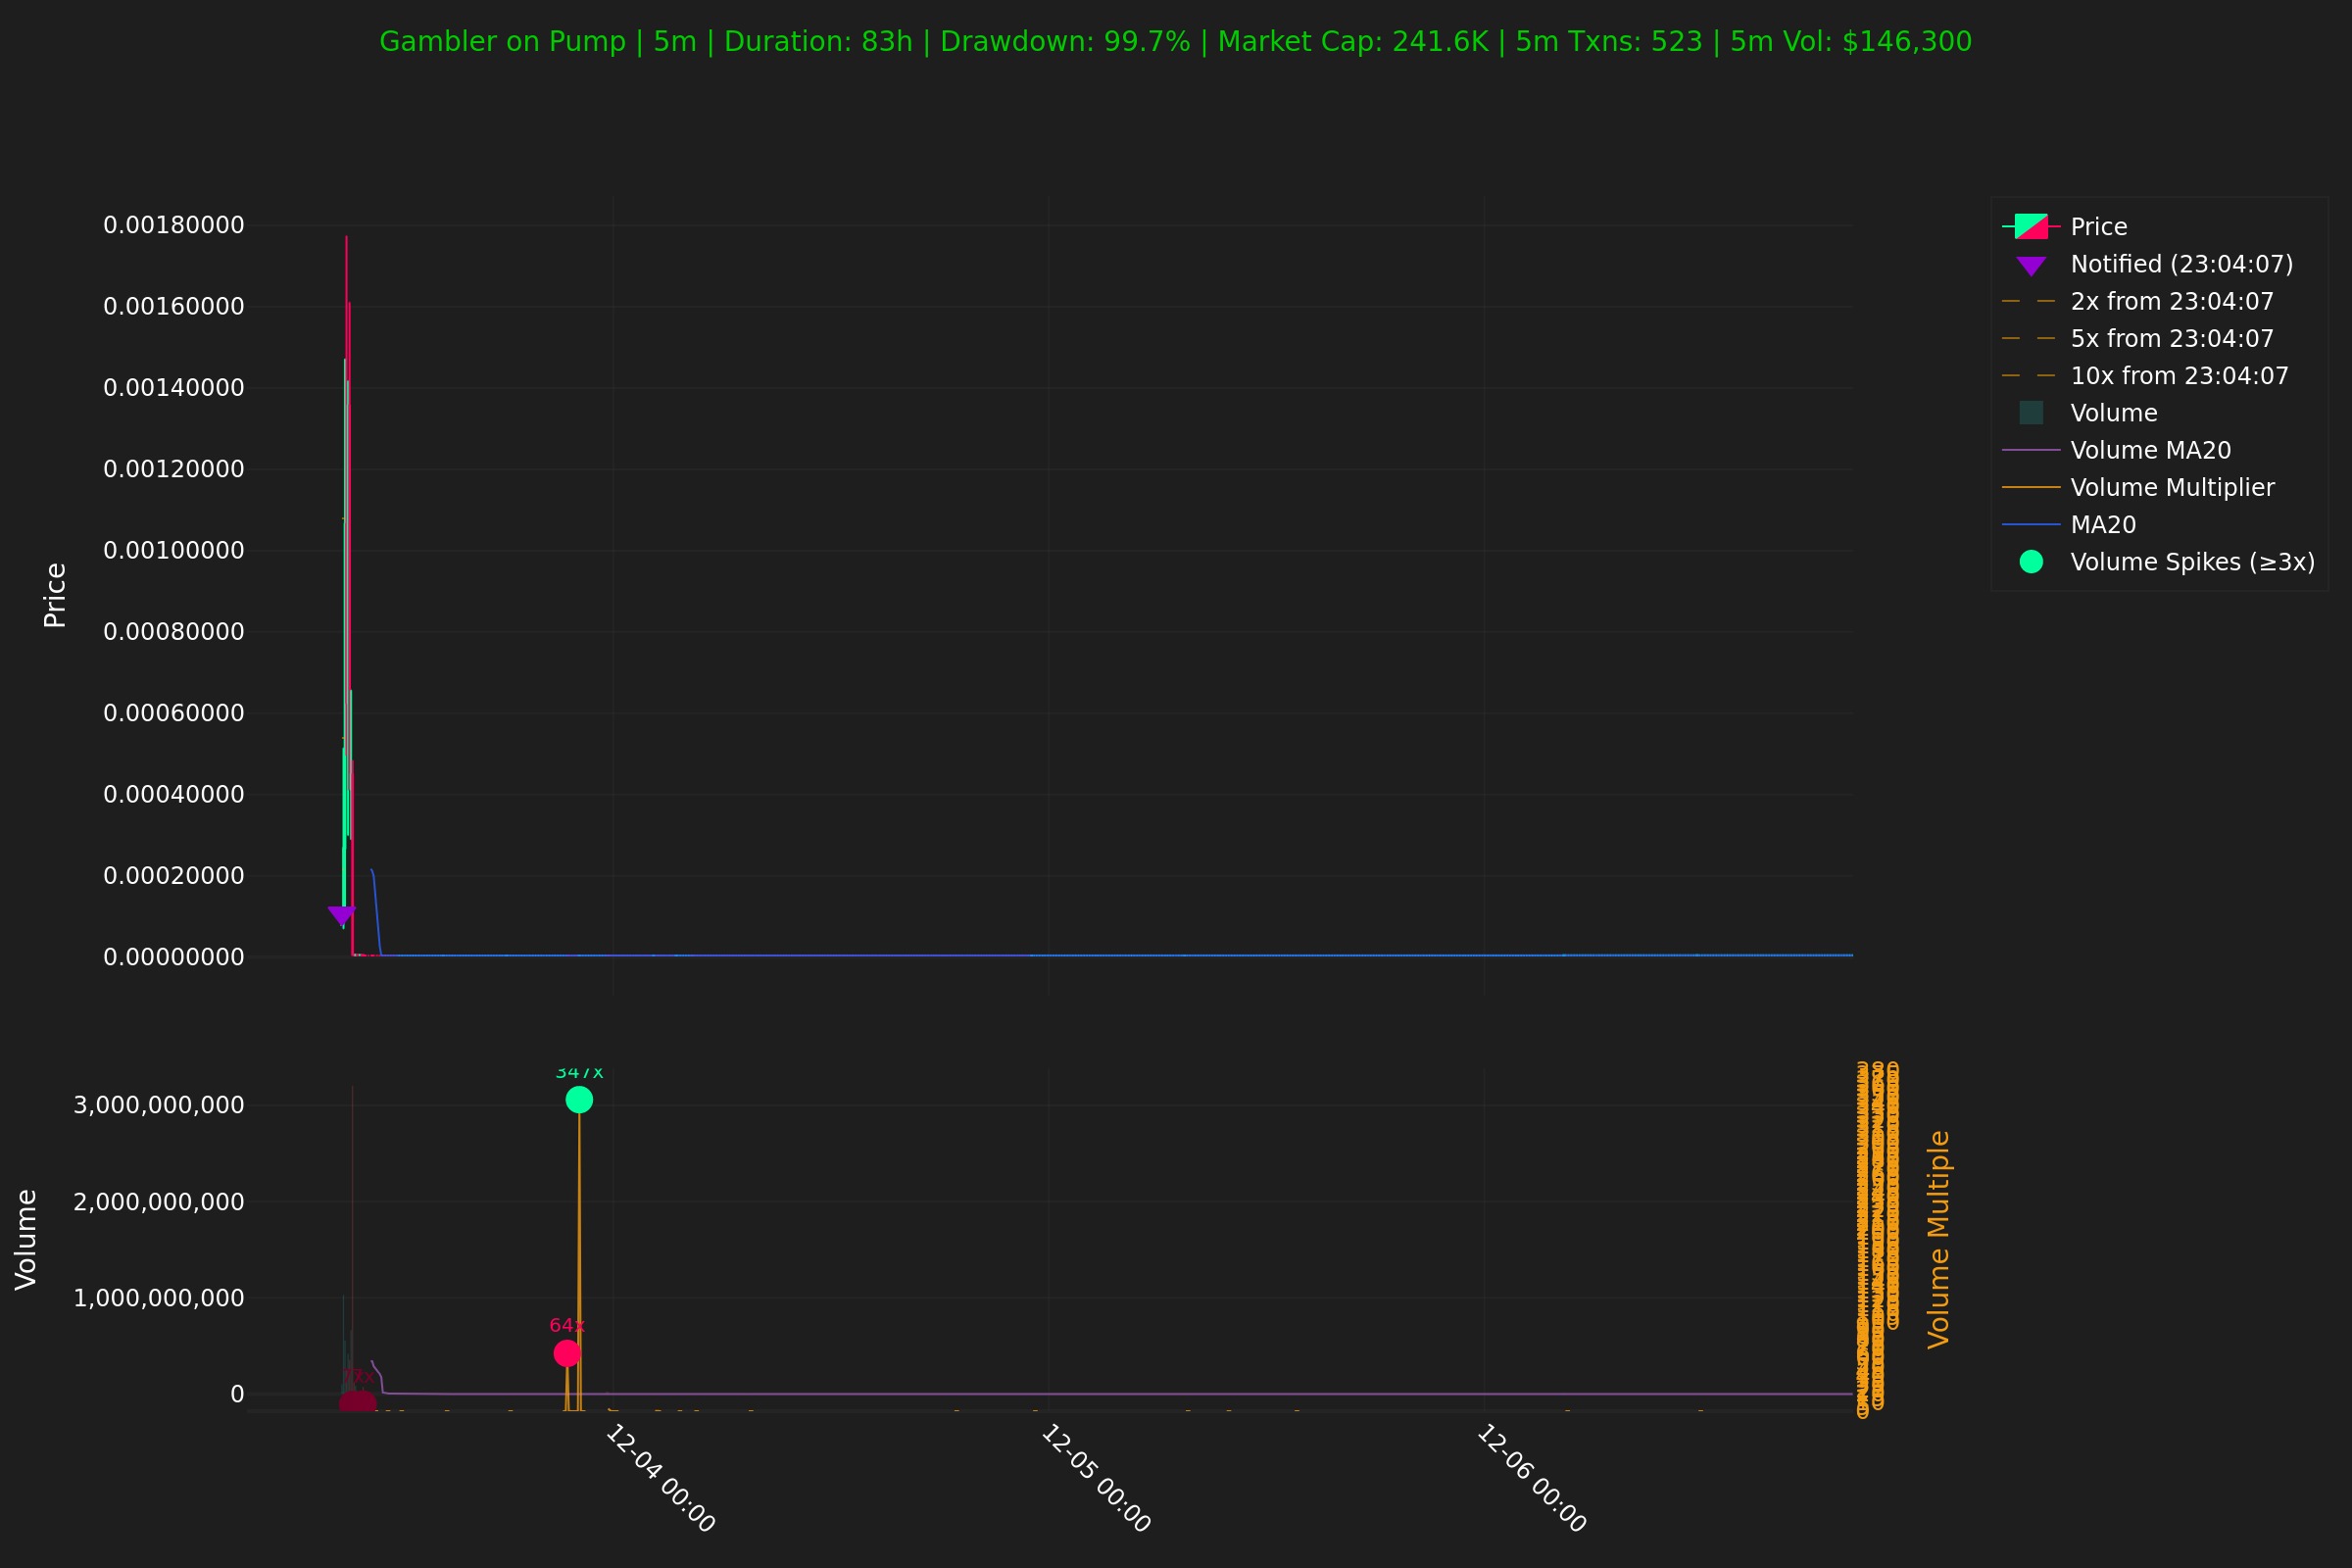 Gambler on Pump | 5m | Duration: 83h | Drawdown: 99.7% | Market Cap: 241.6K | 5m Txns: 523 | 5m Vol: $146,300
Price
0.00180000
0.00160000
0.00140000
0.00120000
0.00100000
0.00080000
0.00060000
0.00040000
0.00020000
0.00000000
Price
Notified (23:04:07)
2x from 23:04:07
5x from 23:04:07
10x from 23:04:07
Volume
Volume MA20
Volume Multiplier
MA20
Volume Spikes (≥3x)
Volume
3,000,000,000
2,000,000,000
1,000,000,000
0
347x
64x
Volume Multiple
12-04 00:00
12-05 00:00
12-06 00:00